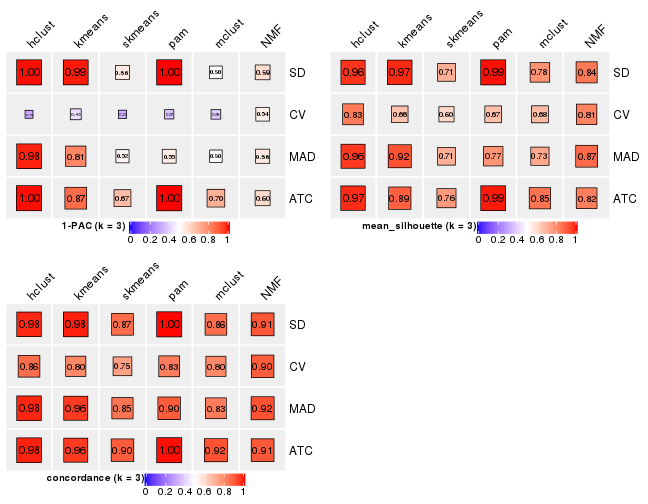 hclust kmeans skmeans pam mclust NMF
1.00 0.99 0.56 1.00 0.50 0.59 SD
0.54 CV
0.98 0.81 0.52 0.55 0.50 0.56 MAD
1.00 0.87 0.67 1.00 0.70 0.60 ATC
1-PAC (k = 3)
0 0.2 0.4 0.6 0.8 1
hclust kmeans skmeans pam mclust NMF
0.96 0.97 0.71 0.99 0.78 0.84 SD
0.83 0.66 0.60 0.67 0.68 0.81 CV
0.96 0.92 0.71 0.77 0.73 0.87 MAD
0.97 0.89 0.76 0.99 0.85 0.82 ATC
mean_silhouette (k = 3)
0 0.2 0.4 0.6 0.8 1
hclust kmeans skmeans pam mclust NMF
0.98 0.98 0.87 1.00 0.86 0.91 SD
0.86 0.80 0.75 0.83 0.80 0.90 CV
0.98 0.96 0.85 0.90 0.83 0.92 MAD
0.98 0.96 0.90 1.00 0.92 0.91 ATC
concordance (k = 3)
0 0.2 0.4 0.6 0.8 1